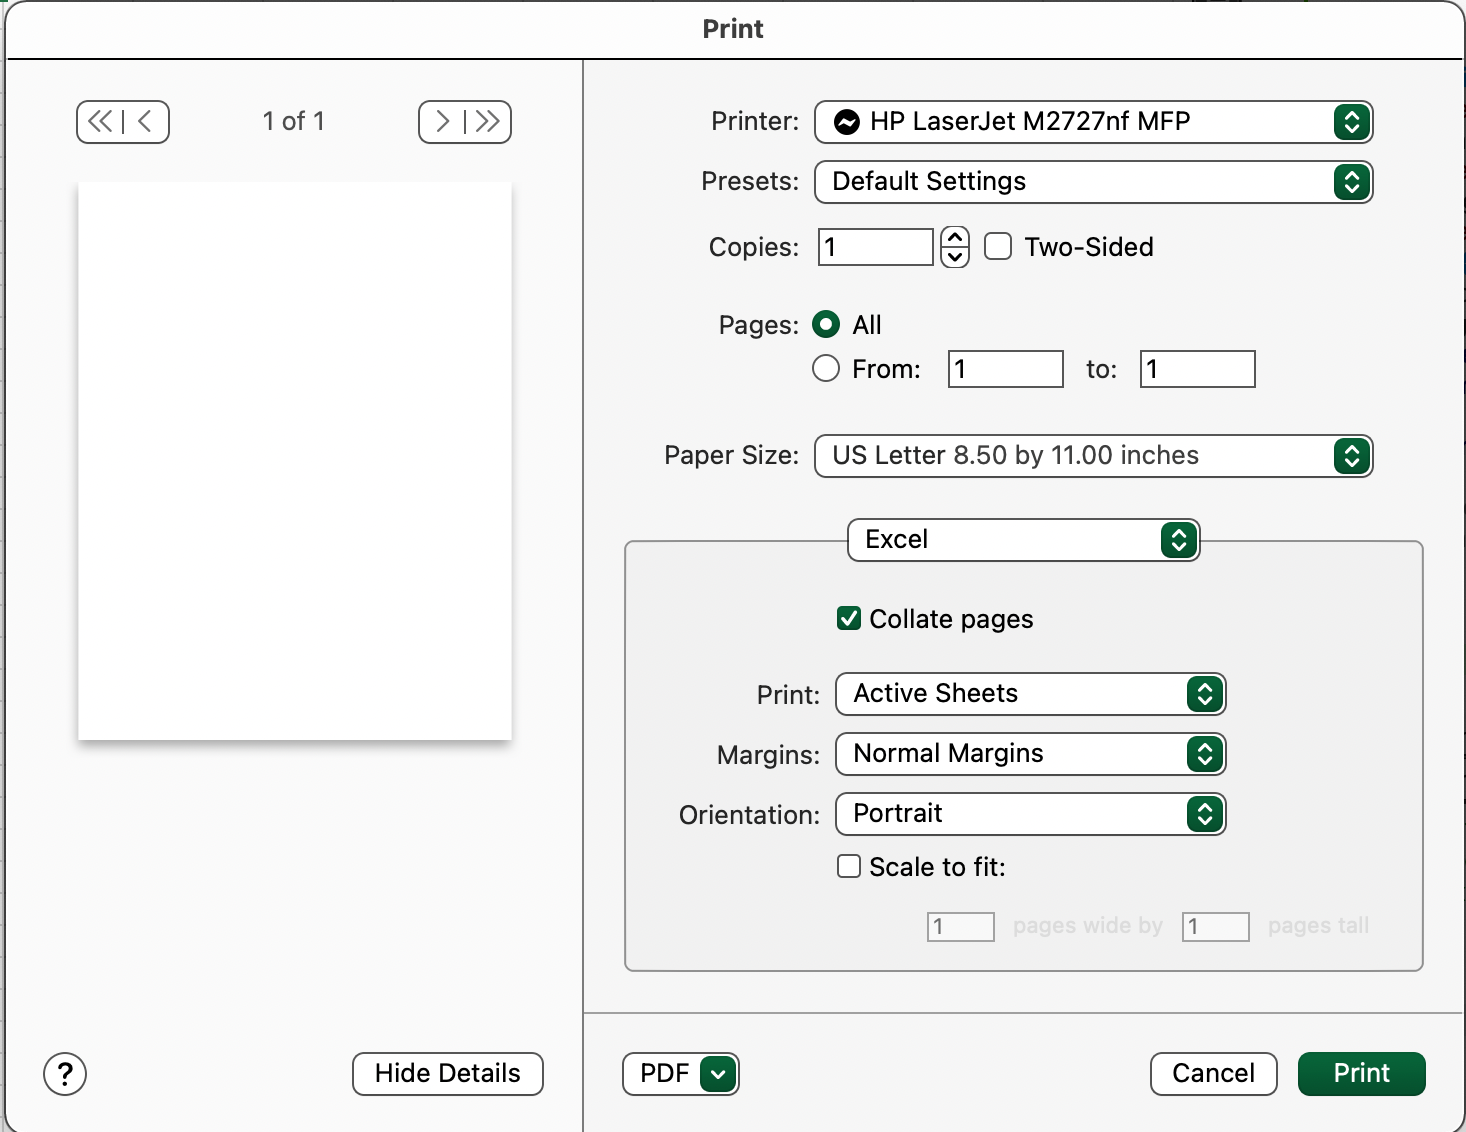 Print
1 of 1
Printer: HP LaserJet M2727nf MFP
Presets: Default Settings
Copies: 1 Two-Sided
Pages: All
From: 1 to: 1
Paper Size: US Letter 8.50 by 11.00 inches
Excel
Collate pages
Print: Active Sheets
Margins: Normal Margins
Orientation: Portrait
Scale to fit:
1 pages wide by 1 pages tall
? Hide Details PDF Cancel Print